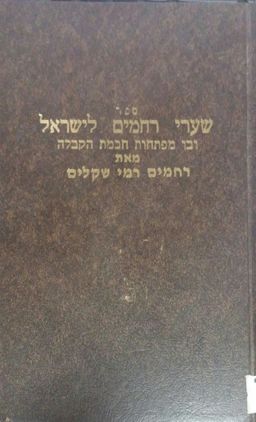 ספר
שערי רחמים לישראל
ובו מפתחות חכמת הקבלה
מאת
רחמים רמי שקלים